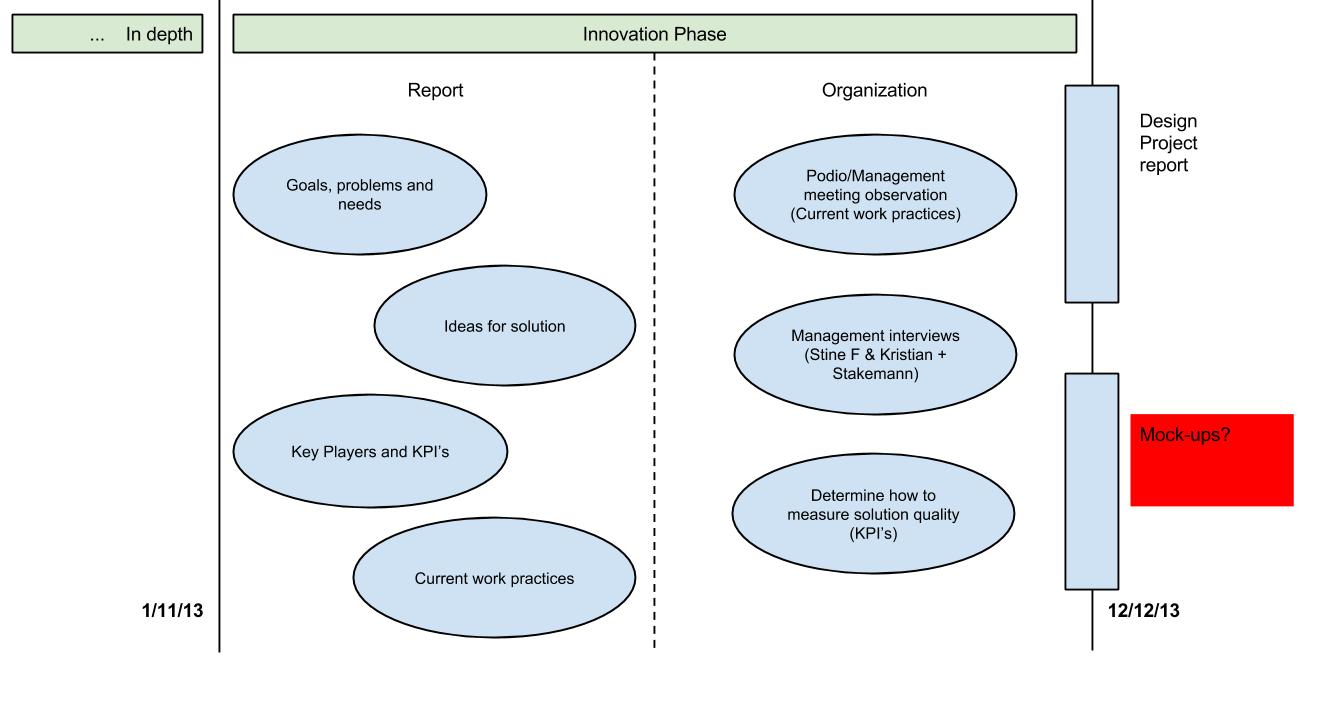 ... In depth
Innovation Phase
Report
Organization
Goals, problems and
needs
Ideas for solution
Key Players and KPI's
Current work practices
Podio/Management
meeting observation
(Current work practices)
Management interviews
(Stine F & Kristian +
Stakemann)
Determine how to
measure solution quality
(KPI's)
Design
Project
report
Mock-ups?
1/11/13
12/12/13